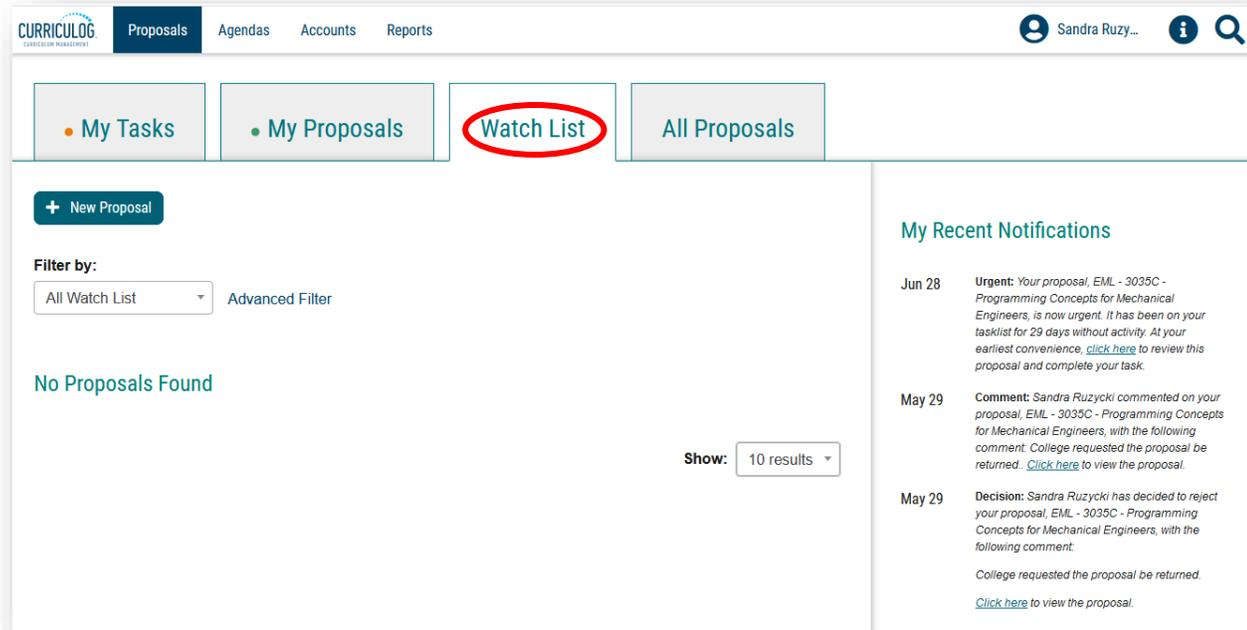 CURRICULOG
CURRICULUM MANAGEMENT
Proposals
Agendas
Accounts
Reports
Sandra Ruzy...
My Tasks
My Proposals
Watch List
All Proposals
+ New Proposal
Filter by:
All Watch List
Advanced Filter
No Proposals Found
Show:
10 results
My Recent Notifications
Jun 28
Urgent: Your proposal, EML - 3035C -
Programming Concepts for Mechanical
Engineers, is now urgent. It has been on your
tasklist for 29 days without activity. At your
earliest convenience, click here to review this
proposal and complete your task.
May 29
Comment: Sandra Ruzycki commented on your
proposal, EML - 3035C - Programming Concepts
for Mechanical Engineers, with the following
comment: College requested the proposal be
returned.. Click here to view the proposal.
May 29
Decision: Sandra Ruzycki has decided to reject
your proposal, EML - 3035C - Programming
Concepts for Mechanical Engineers, with the
following comment:
College requested the proposal be returned.
Click here to view the proposal.